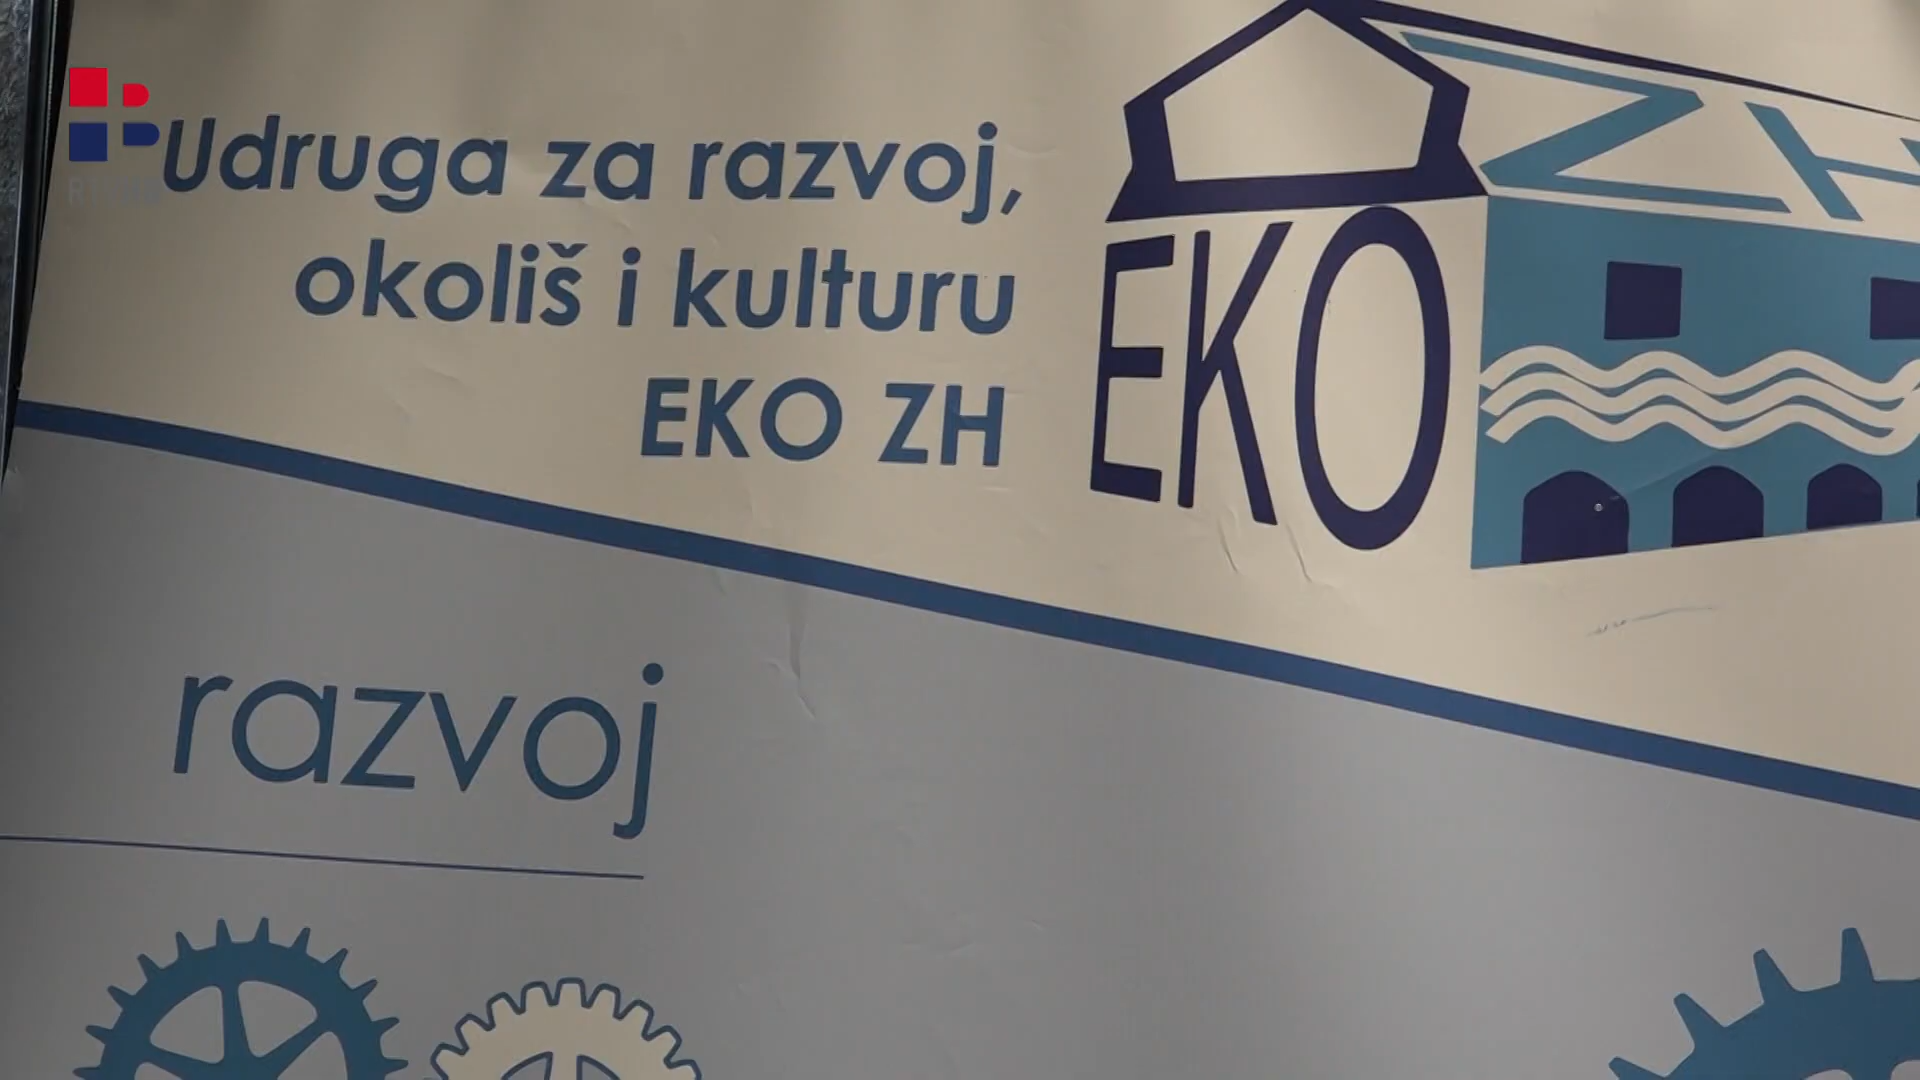 Udruga za razvoj,
okoliš i kulturu
EKO ZH
EKO
ZH
razvoj